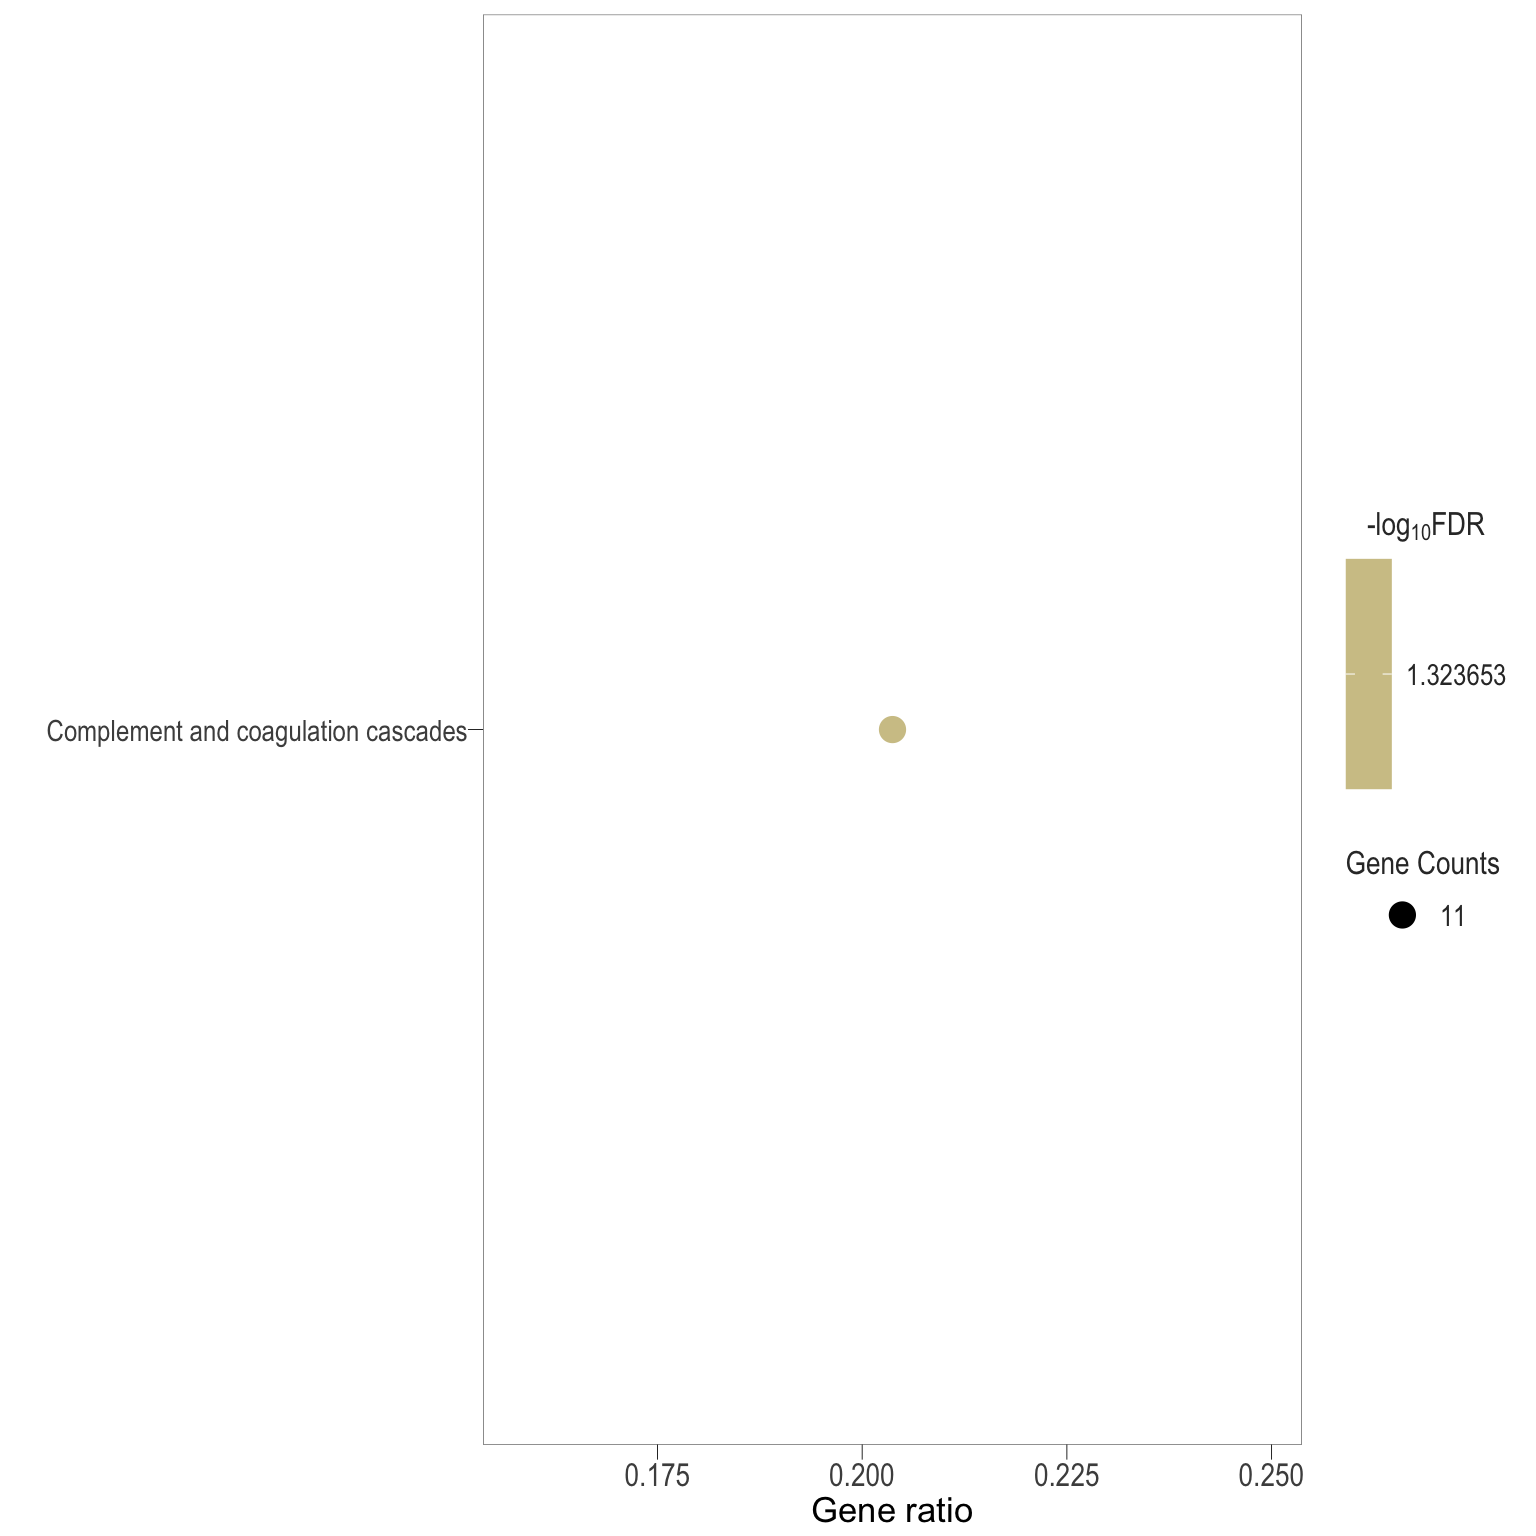 Complement and coagulation cascades
0.175 0.200 0.225 0.250
Gene ratio
-log₁₀FDR
1.323653
Gene Counts
11